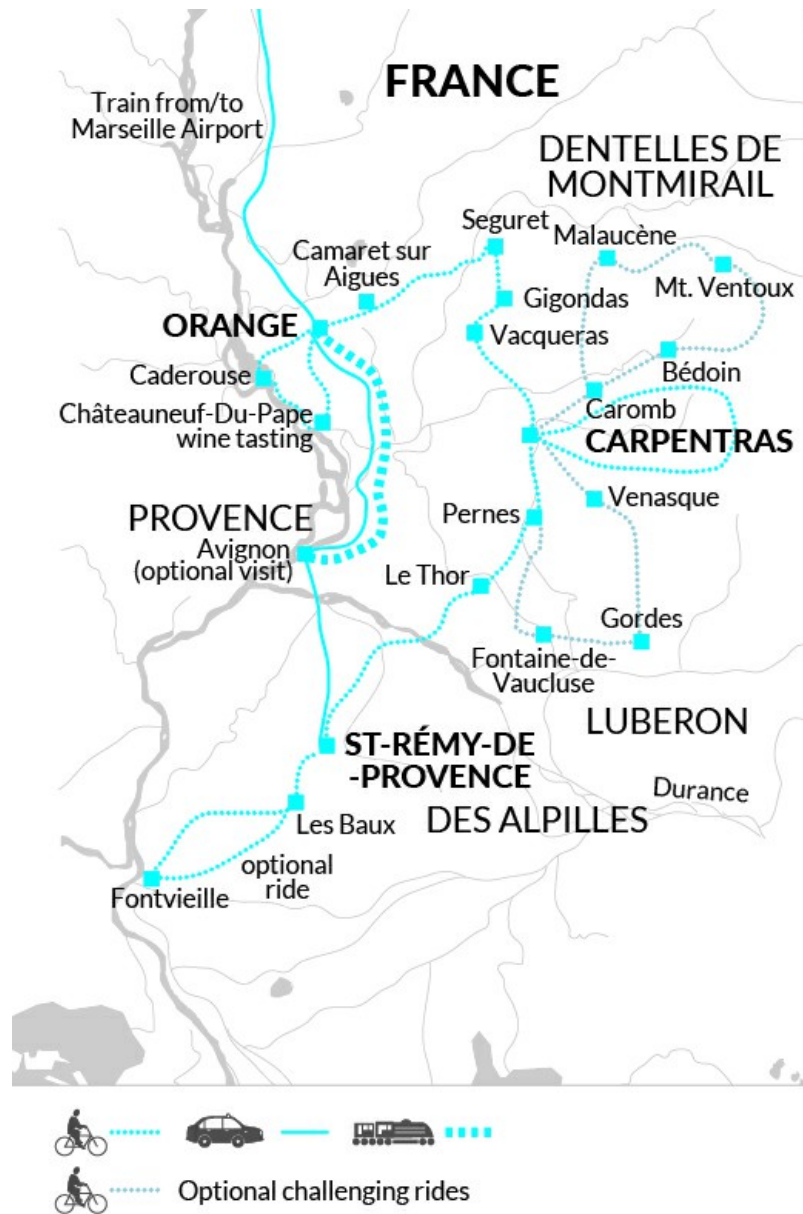 FRANCE
Train from/to
Marseille Airport
DENTELLES DE
MONTMIRAIL
Seguret
Malaucène
Camaret sur
Aigues
Mt. Ventoux
Gigondas
ORANGE
Vacqueras
Caderouse
Bédoin
Châteauneuf-Du-Pape
wine tasting
Caromb
CARPENTRAS
Venasque
PROVENCE
Pernes
Avignon
(optional visit)
Le Thor
Gordes
Fontaine-de-
Vaucluse
LUBERON
ST-RÉMY-DE
-PROVENCE
Durance
Les Baux
DES ALPILLES
optional
ride
Fontvieille
Optional challenging rides